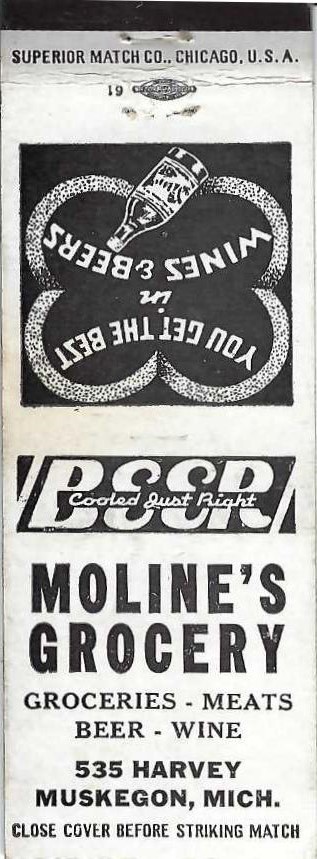 SUPERIOR MATCH CO., CHICAGO, U.S.A.
19
YOU GET THE BEST
in
WINES & BEERS
BEER
Cooled Just Right
MOLINE'S
GROCERY
GROCERIES - MEATS
BEER - WINE
535 HARVEY
MUSKEGON, MICH.
CLOSE COVER BEFORE STRIKING MATCH